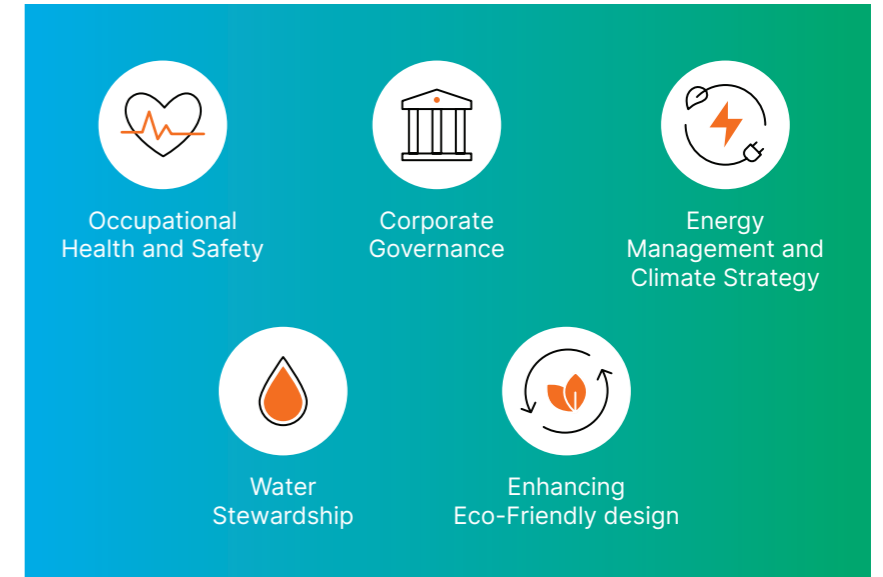 Occupational
Health and Safety
Corporate
Governance
Energy
Management and
Climate Strategy
Water
Stewardship
Enhancing
Eco-Friendly design